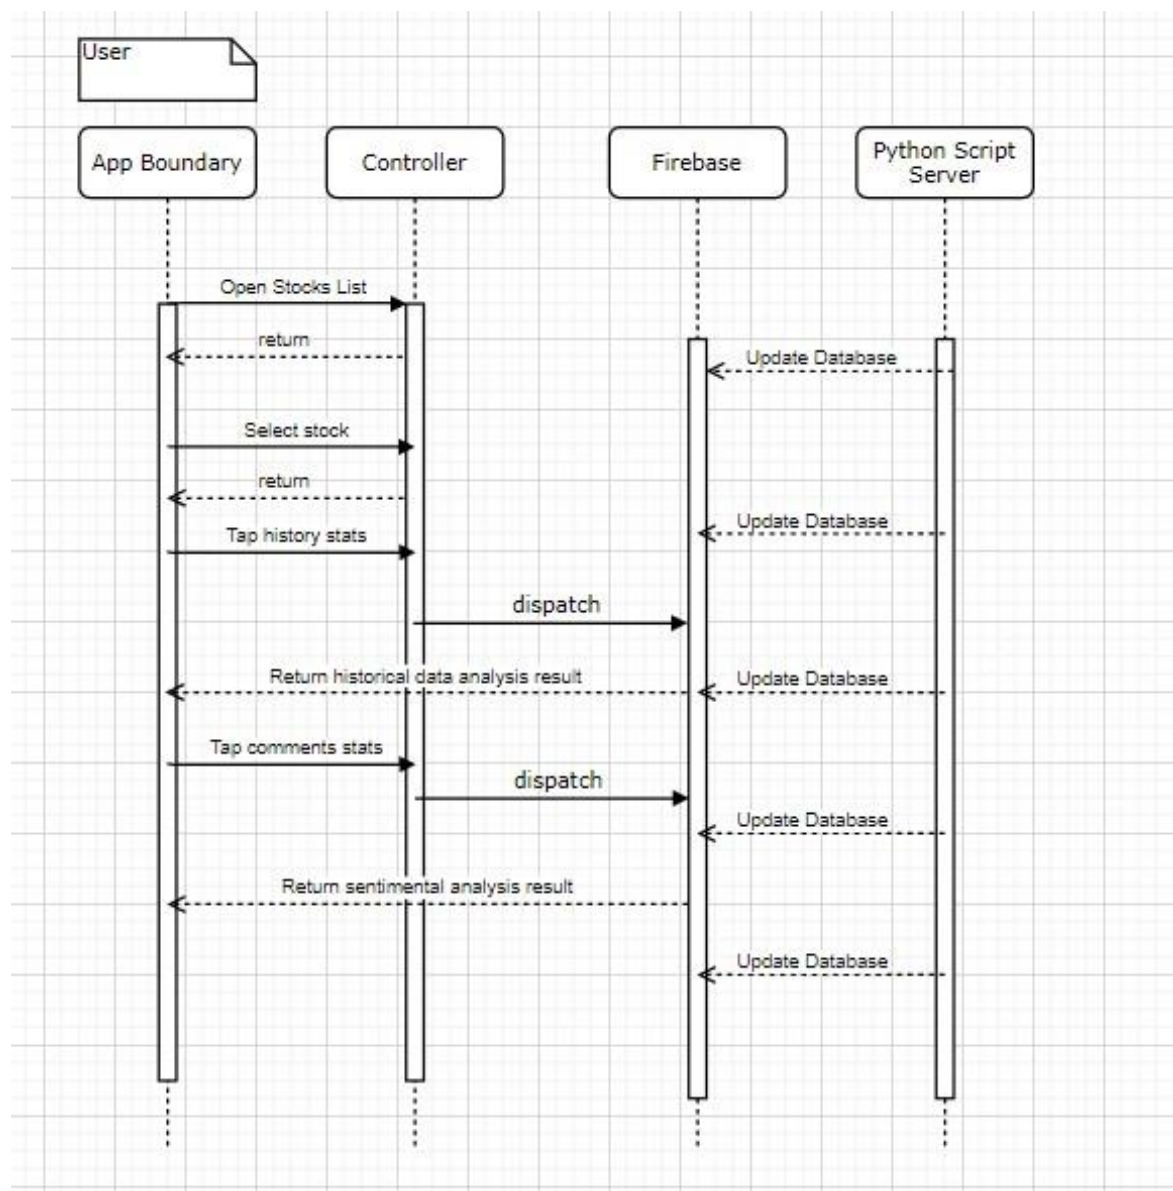 User
App Boundary
Controller
Firebase
Python Script
Server
Open Stocks List
return
Update Database
Select stock
return
Update Database
Tap history stats
dispatch
Return historical data analysis result
Update Database
Tap comments stats
dispatch
Update Database
Return sentimental analysis result
Update Database